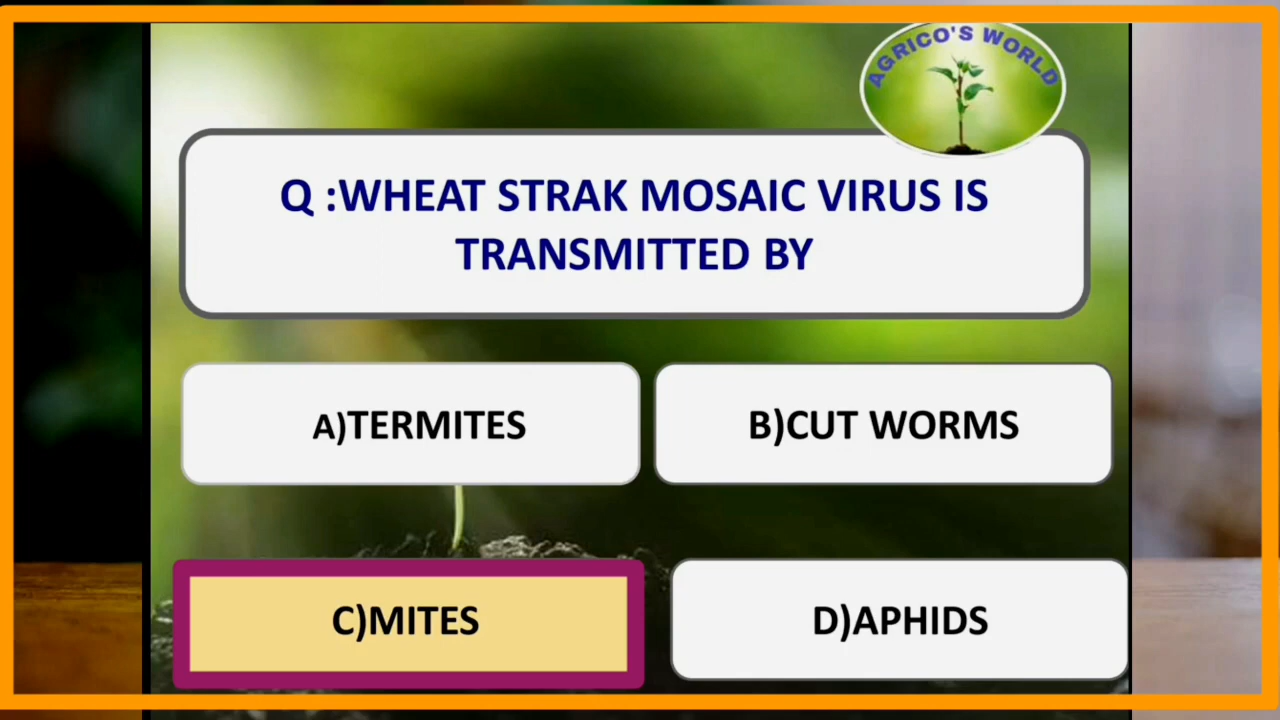 AGRICO'S WORLD
Q :WHEAT STRAK MOSAIC VIRUS IS
TRANSMITTED BY
A)TERMITES
B)CUT WORMS
C)MITES
D)APHIDS